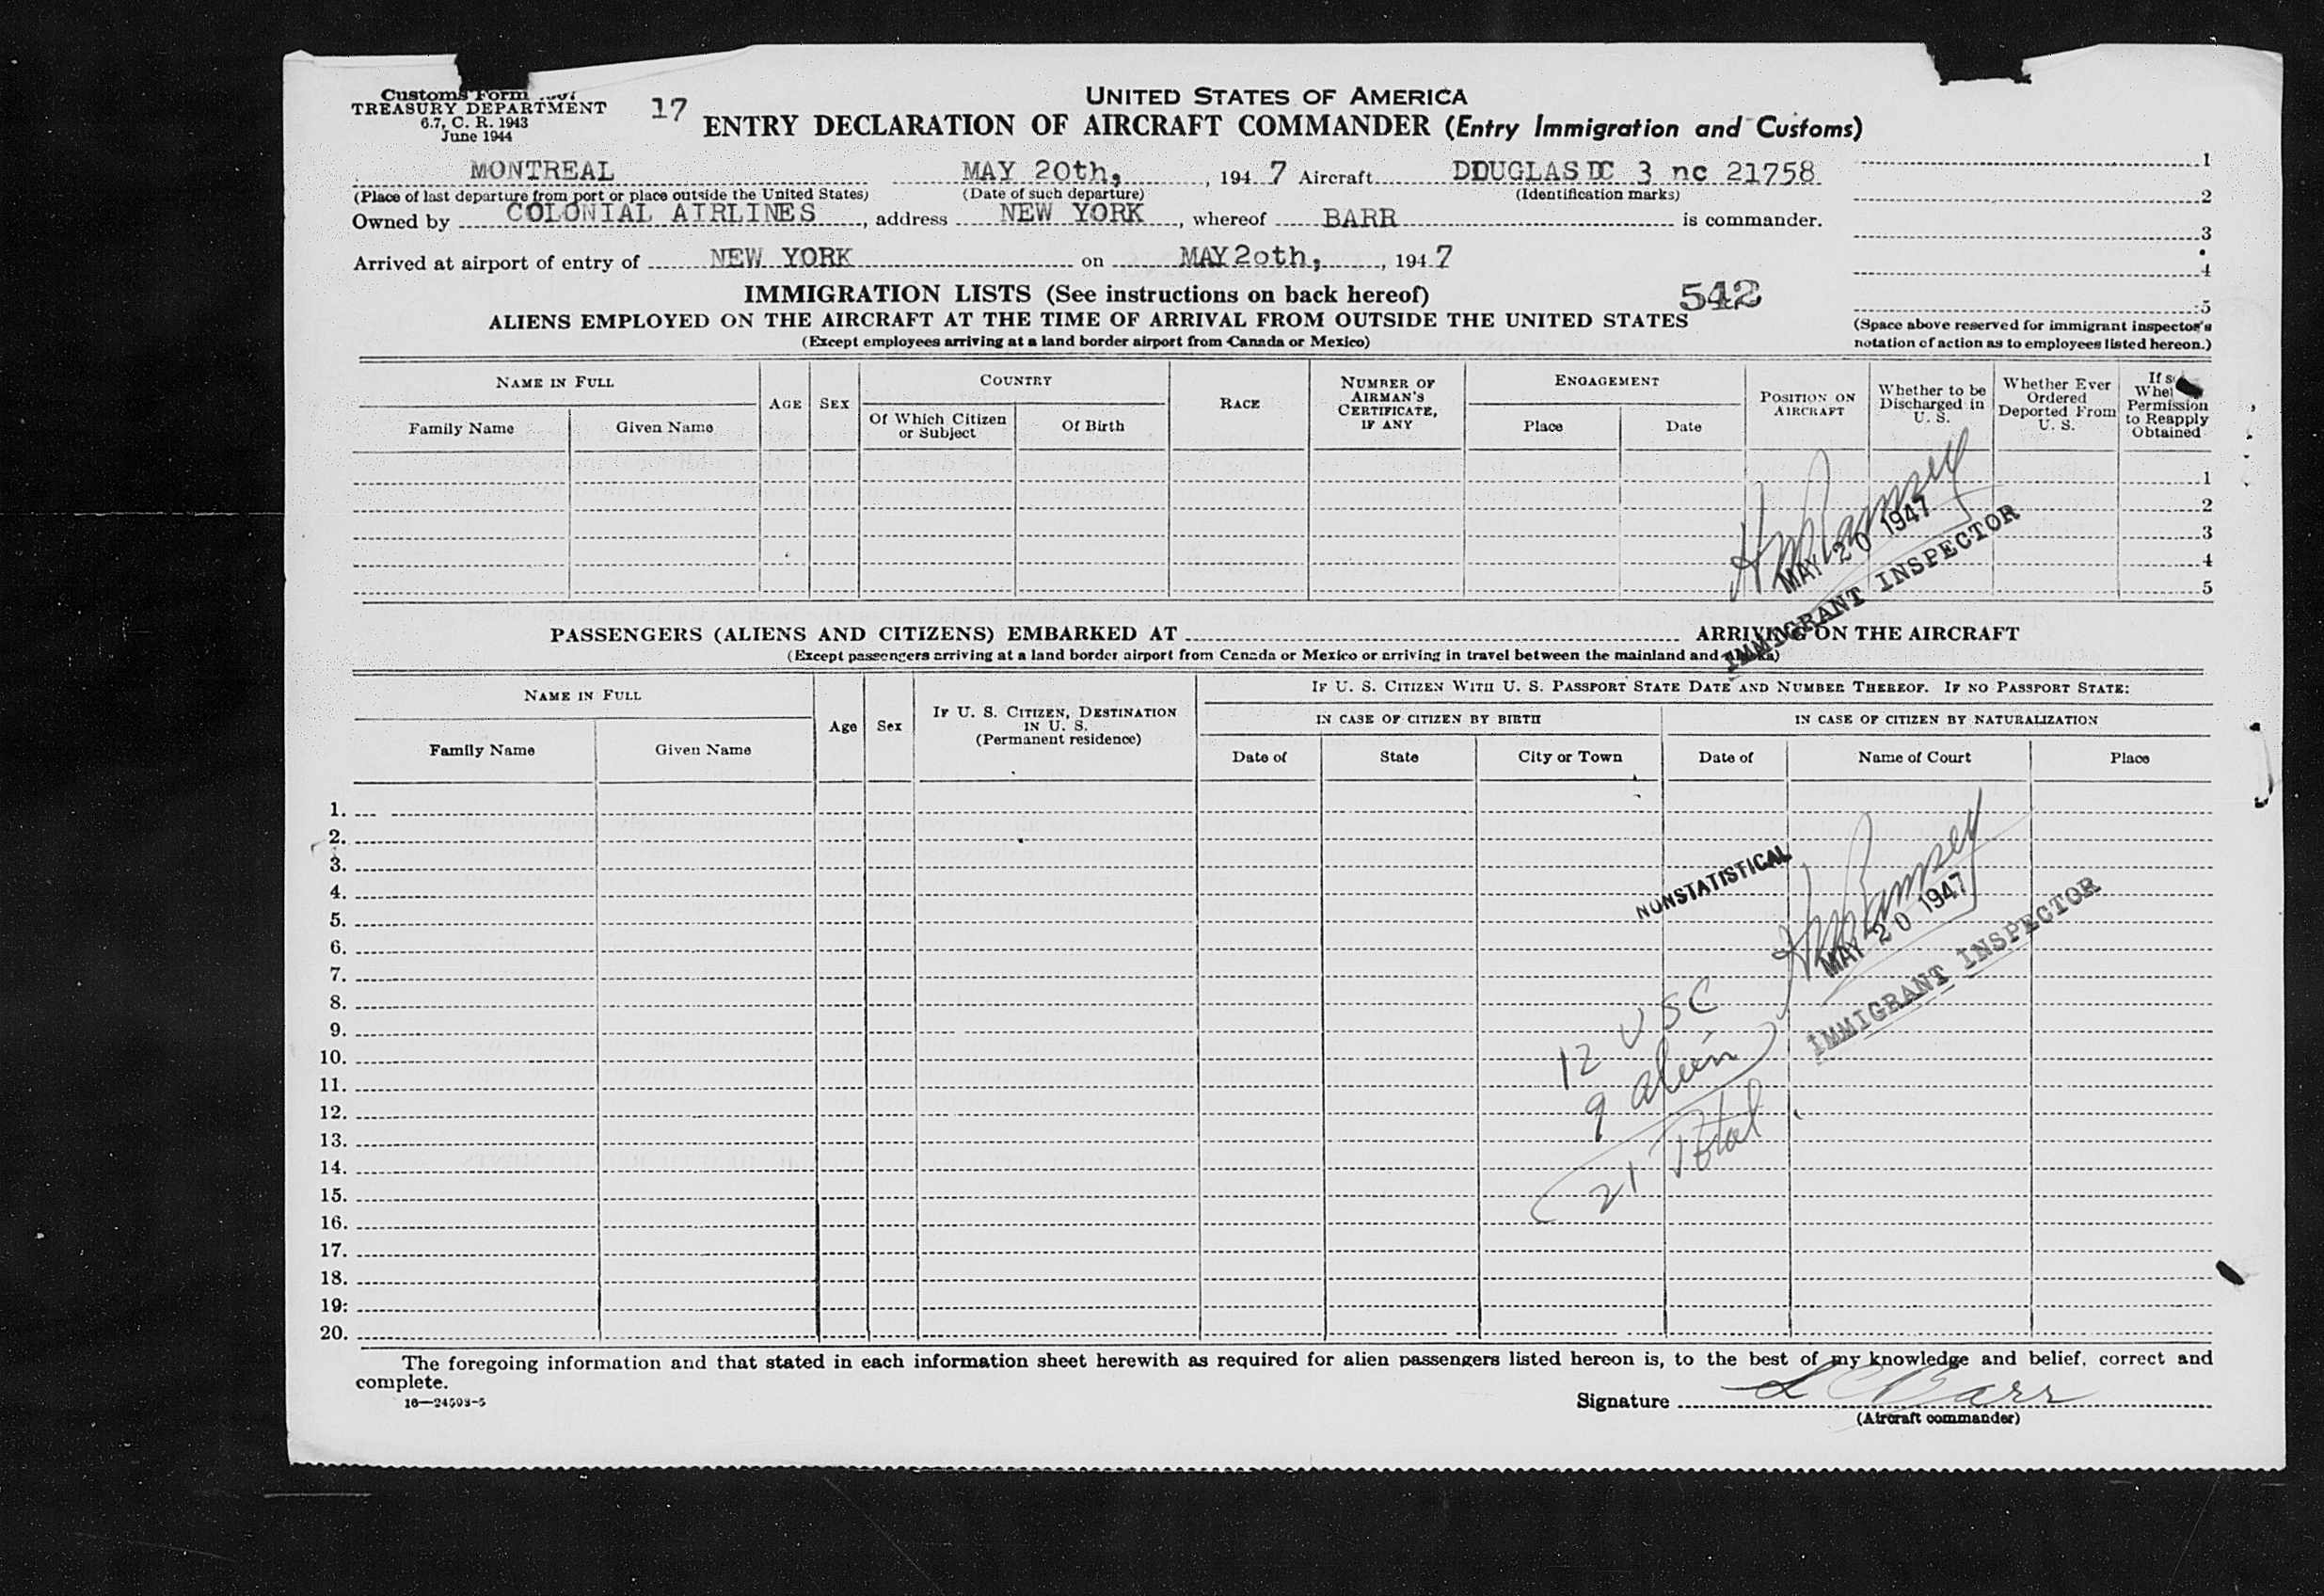 Customs Form
TREASURY DEPARTMENT
6.7, C. R. 1943
June 1944
17
UNITED STATES OF AMERICA
ENTRY DECLARATION OF AIRCRAFT COMMANDER (Entry Immigration and Customs)
MONTREAL MAY 20th, , 194 7 Aircraft DOUGLAS DC 3 nc 21758
(Place of last departure from port or place outside the United States) (Date of such departure) (Identification marks)
Owned by COLONIAL AIRLINES , address NEW YORK , whereof BARR is commander.
Arrived at airport of entry of NEW YORK on MAY 2oth, , 194 7
1
2
3
4
5
(Space above reserved for immigrant inspector's
notation of action as to employees listed hereon.)
IMMIGRATION LISTS (See instructions on back hereof)
542
ALIENS EMPLOYED ON THE AIRCRAFT AT THE TIME OF ARRIVAL FROM OUTSIDE THE UNITED STATES
(Except employees arriving at a land border airport from Canada or Mexico)
NAME IN FULL
Family Name Given Name
AGE
SEX
COUNTRY
Of Which Citizen
or Subject
Of Birth
RACE
NUMBER OF
AIRMAN'S
CERTIFICATE,
IF ANY
ENGAGEMENT
Place Date
POSITION ON
AIRCRAFT
Whether to be
Discharged in
U. S.
Whether Ever
Ordered
Deported From
U. S.
If
Permission
to Reapply
Obtained
1
2
3
4
5
H Ramsey
MAY 20 1947
IMMIGRANT INSPECTOR
PASSENGERS (ALIENS AND CITIZENS) EMBARKED AT ARRIVING ON THE AIRCRAFT
(Except passengers arriving at a land border airport from Canada or Mexico or arriving in travel between the mainland and Alaska)
NAME IN FULL
Family Name Given Name
Age
Sex
IF U. S. CITIZEN, DESTINATION
IN U. S.
(Permanent residence)
IF U. S. CITIZEN WITH U. S. PASSPORT STATE DATE AND NUMBER THEREOF. IF NO PASSPORT STATE:
IN CASE OF CITIZEN BY BIRTH IN CASE OF CITIZEN BY NATURALIZATION
Date of State City or Town Date of Name of Court Place
1.
2.
3.
4.
5.
6.
7.
8.
9.
10.
11.
12.
13.
14.
15.
16.
17.
18.
19.
20.
NONSTATISTICAL
H Ramsey
MAY 20 1947
IMMIGRANT INSPECTOR
12 USC
9 alien
21 Total
The foregoing information and that stated in each information sheet herewith as required for alien passengers listed hereon is, to the best of my knowledge and belief, correct and
complete.
16—24503-5
Signature L C Barr
(Aircraft commander)